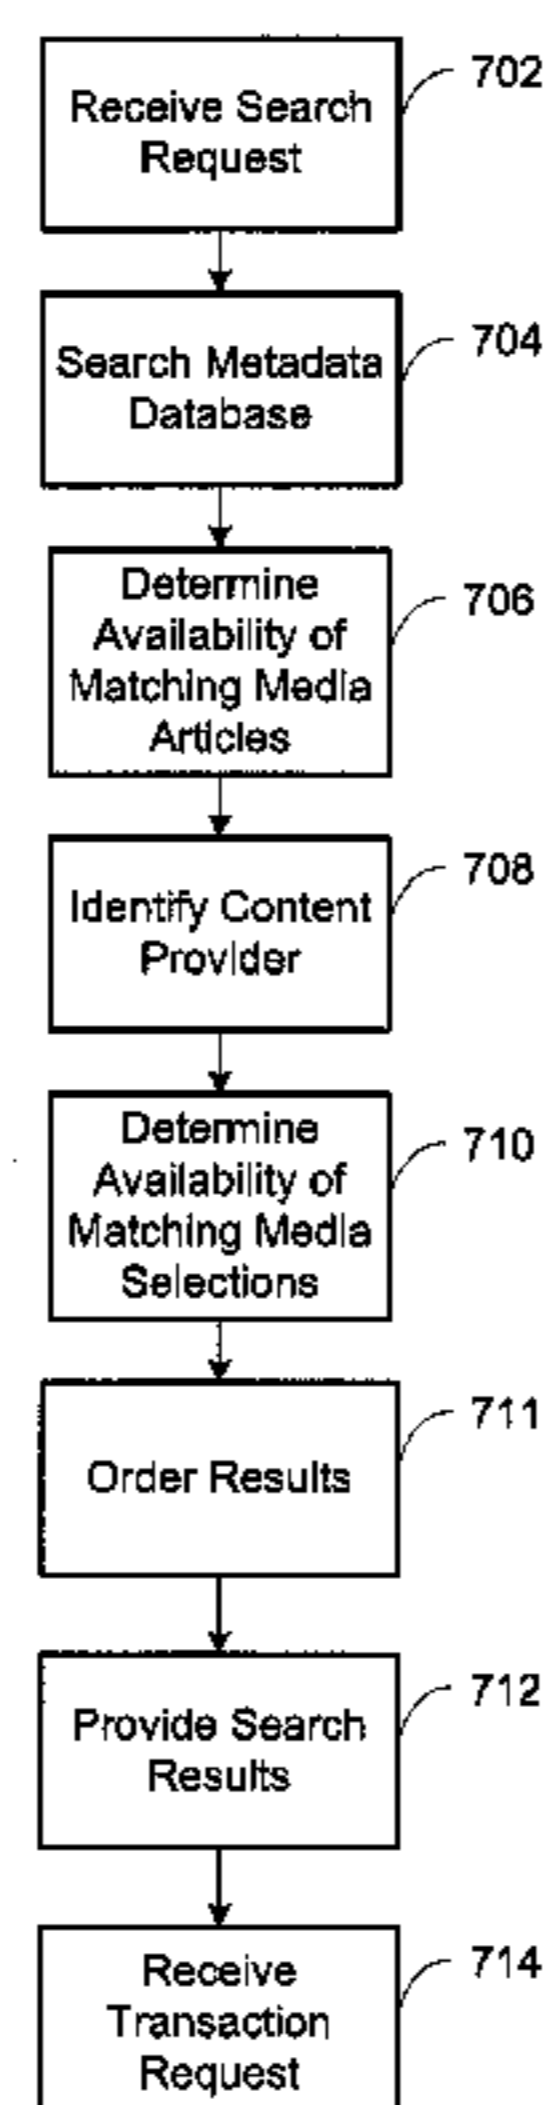 702
Receive Search
Request
704
Search Metadata
Database
706
Determine
Availability of
Matching Media
Articles
708
Identify Content
Provider
710
Determine
Availability of
Matching Media
Selections
711
Order Results
712
Provide Search
Results
714
Receive
Transaction
Request